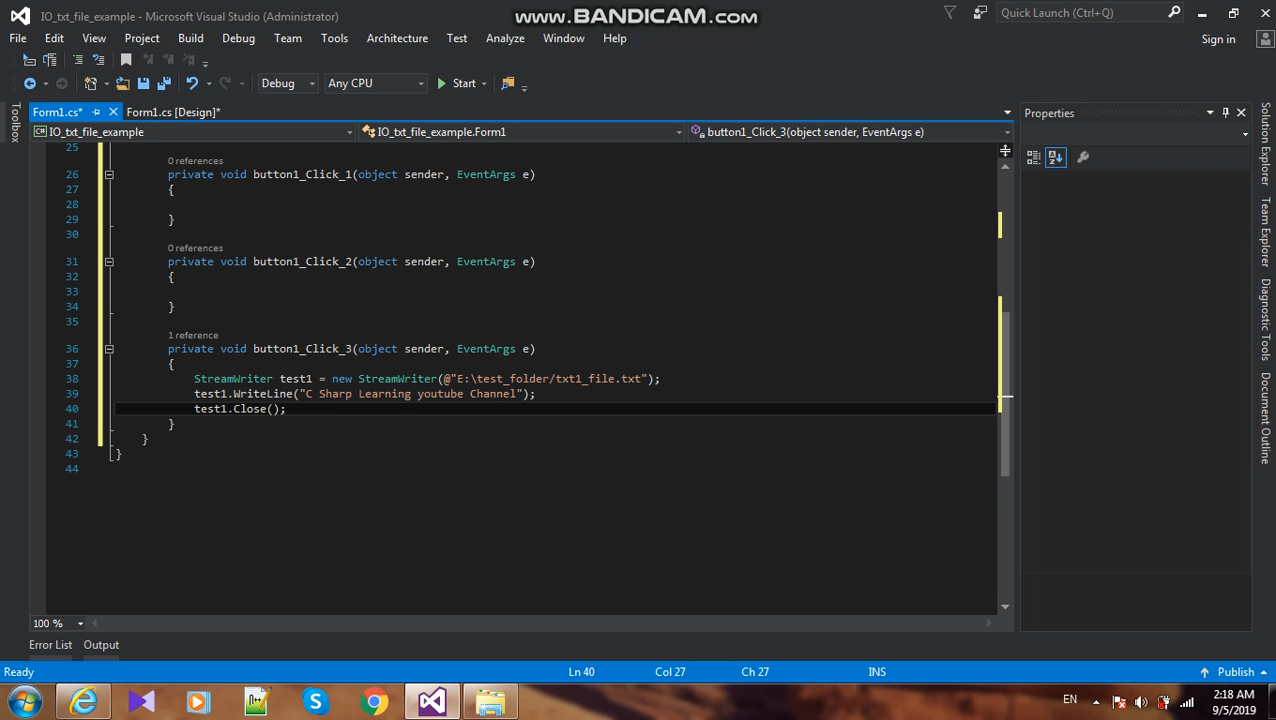 IO_txt_file_example - Microsoft Visual Studio (Administrator)
www.BANDICAM.com
Quick Launch (Ctrl+Q)
File Edit View Project Build Debug Team Tools Architecture Test Analyze Window Help
Sign in
Debug Any CPU Start
Form1.cs* Form1.cs [Design]*
Properties
Toolbox
IO_txt_file_example IO_txt_file_example.Form1 button1_Click_3(object sender, EventArgs e)
25
0 references
26 private void button1_Click_1(object sender, EventArgs e)
27 {
28
29 }
30
0 references
31 private void button1_Click_2(object sender, EventArgs e)
32 {
33
34 }
35
1 reference
36 private void button1_Click_3(object sender, EventArgs e)
37 {
38 StreamWriter test1 = new StreamWriter(@"E:\test_folder/txt1_file.txt");
39 test1.WriteLine("C Sharp Learning youtube Channel");
40 test1.Close();
41 }
42 }
43 }
44
Solution Explorer
Team Explorer
Diagnostic Tools
Document Outline
100 %
Error List Output
Ready Ln 40 Col 27 Ch 27 INS Publish
EN
2:18 AM
9/5/2019